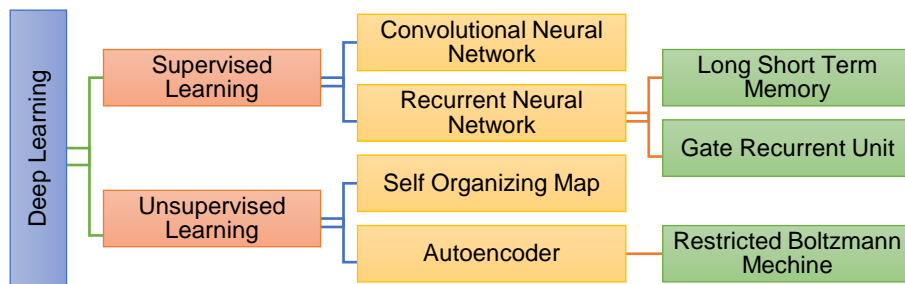 Deep Learning
Supervised
Learning
Unsupervised
Learning
Convolutional Neural
Network
Recurrent Neural
Network
Self Organizing Map
Autoencoder
Long Short Term
Memory
Gate Recurrent Unit
Restricted Boltzmann
Mechine